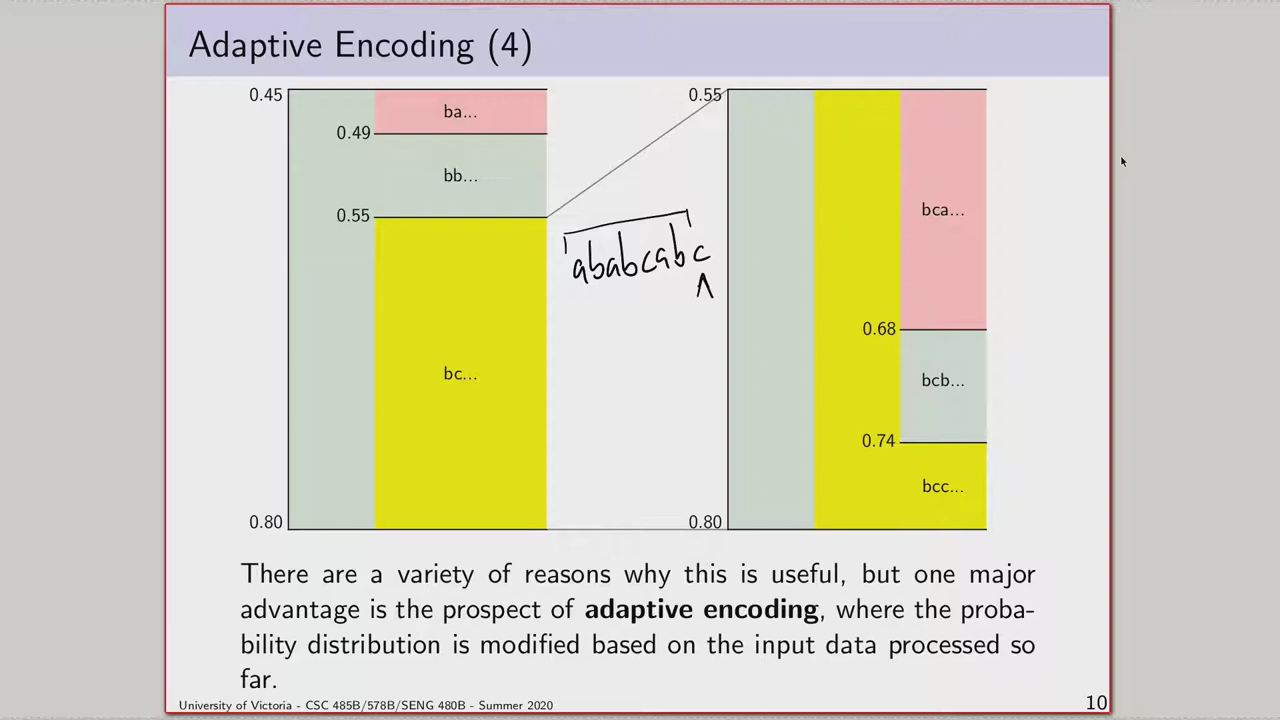 Adaptive Encoding (4)
0.45
ba...
0.49
bb...
0.55
bc...
0.80
ababcabc
0.55
bca...
0.68
bcb...
0.74
bcc...
0.80
There are a variety of reasons why this is useful, but one major
advantage is the prospect of adaptive encoding, where the proba-
bility distribution is modified based on the input data processed so
far.
University of Victoria - CSC 485B/578B/SENG 480B - Summer 2020
10